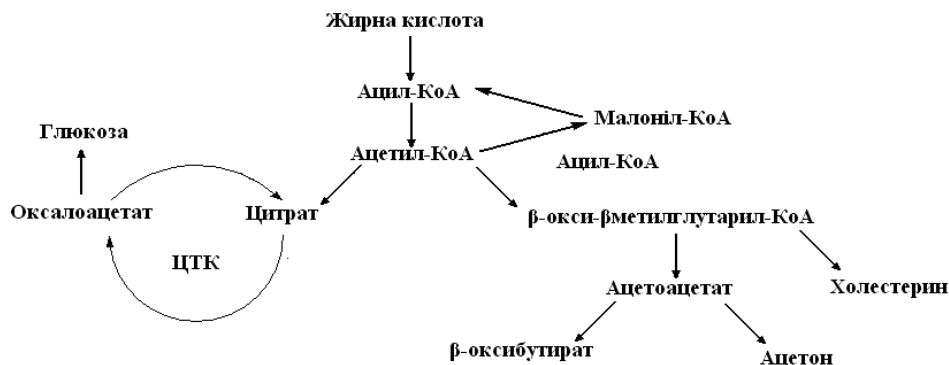 Жирна кислота
Ацил-КоА
Малоніл-КоА
Глюкоза
Ацетил-КоА
Ацил-КоА
Оксалоацетат
Цитрат
β-окси-βметилглутарил-КоА
ЦТК
Ацетоацетат
Холестерин
β-оксибутират
Ацетон